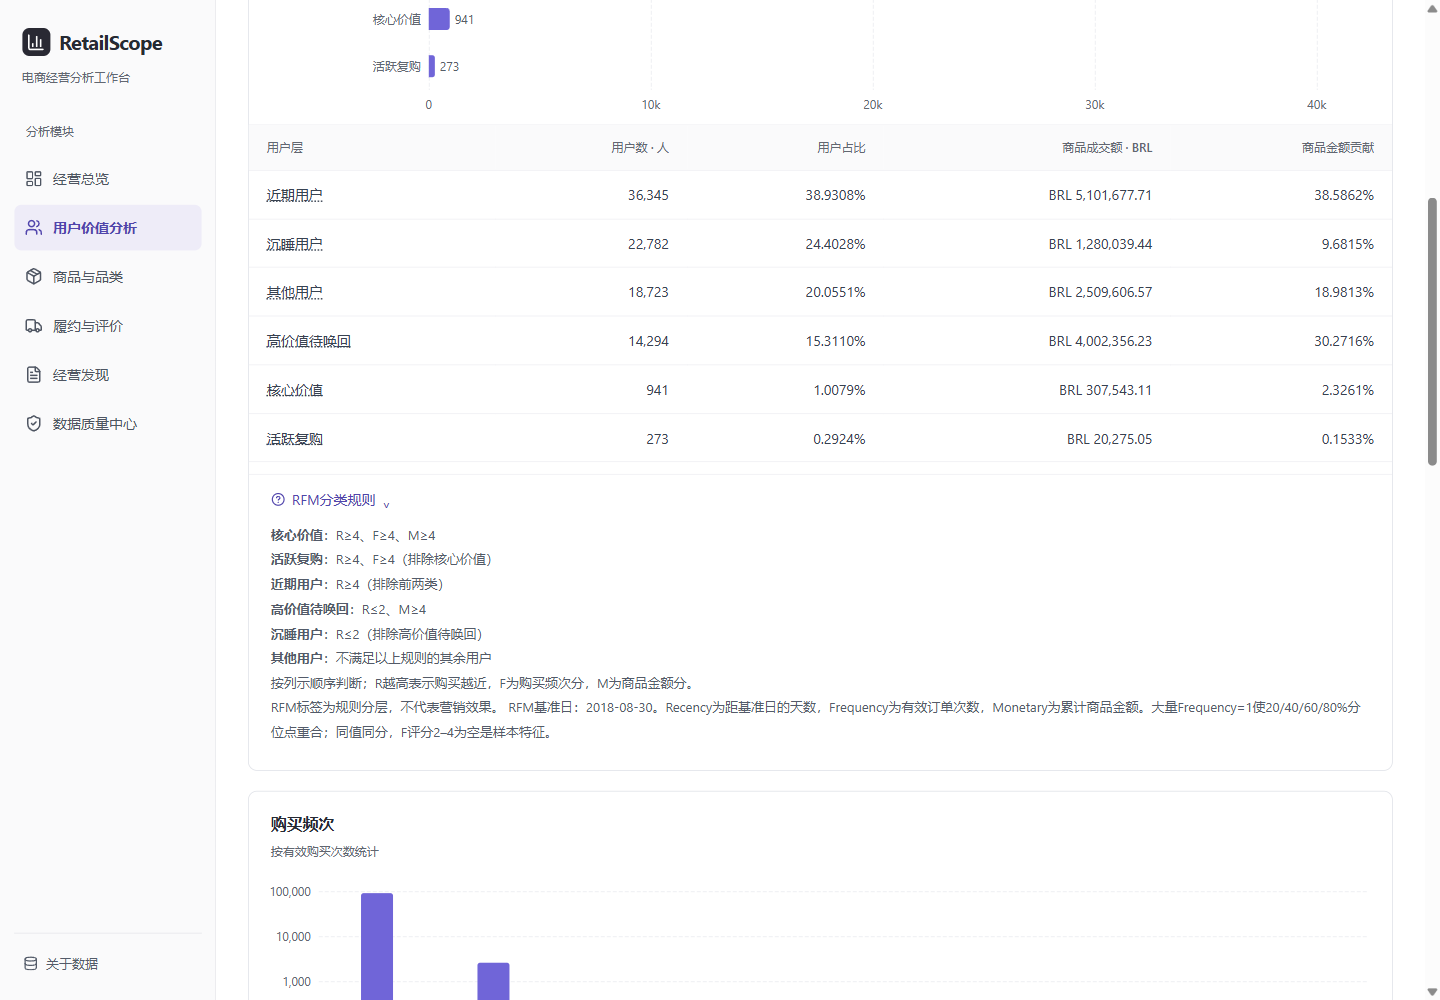 RetailScope
电商经营分析工作台
分析模块
经营总览
用户价值分析
商品与品类
履约与评价
经营发现
数据质量中心
关于数据
核心价值 941
活跃复购 273
0 10k 20k 30k 40k
用户层 用户数 · 人 用户占比 商品成交额 · BRL 商品金额贡献
近期用户 36,345 38.9308% BRL 5,101,677.71 38.5862%
沉睡用户 22,782 24.4028% BRL 1,280,039.44 9.6815%
其他用户 18,723 20.0551% BRL 2,509,606.57 18.9813%
高价值待唤回 14,294 15.3110% BRL 4,002,356.23 30.2716%
核心价值 941 1.0079% BRL 307,543.11 2.3261%
活跃复购 273 0.2924% BRL 20,275.05 0.1533%
RFM分类规则
核心价值：R≥4、F≥4、M≥4
活跃复购：R≥4、F≥4（排除核心价值）
近期用户：R≥4（排除前两类）
高价值待唤回：R≤2、M≥4
沉睡用户：R≤2（排除高价值待唤回）
其他用户：不满足以上规则的其余用户
按列示顺序判断；R越高表示购买越近，F为购买频次分，M为商品金额分。
RFM标签为规则分层，不代表营销效果。 RFM基准日：2018-08-30。Recency为距基准日的天数，Frequency为有效订单次数，Monetary为累计商品金额。大量Frequency=1使20/40/60/80%分
位点重合；同值同分，F评分2–4为空是样本特征。
购买频次
按有效购买次数统计
100,000
10,000
1,000